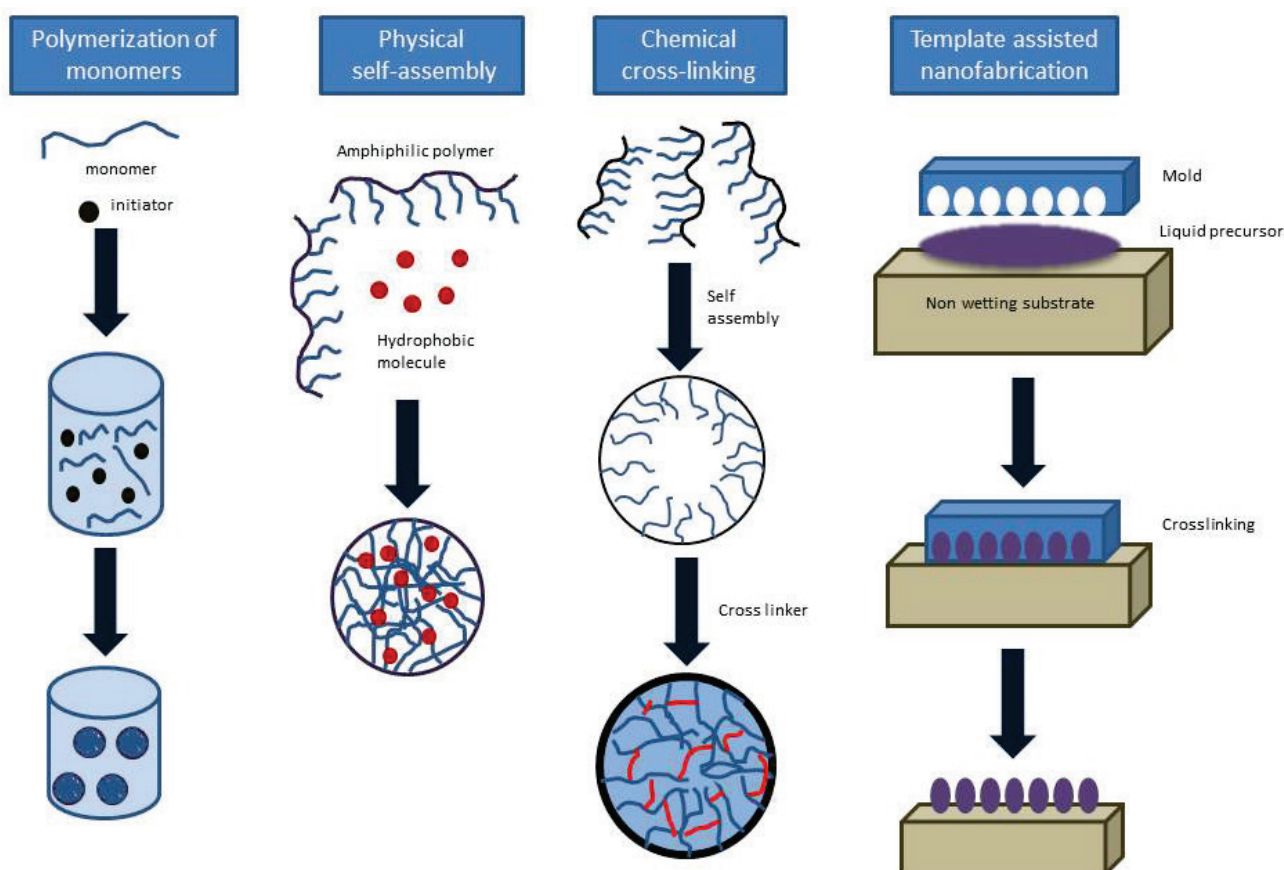 Polymerization of
monomers
monomer
initiator
Physical
self-assembly
Amphiphilic polymer
Hydrophobic
molecule
Chemical
cross-linking
Self
assembly
Cross linker
Template assisted
nanofabrication
Mold
Liquid precursor
Non wetting substrate
Crosslinking